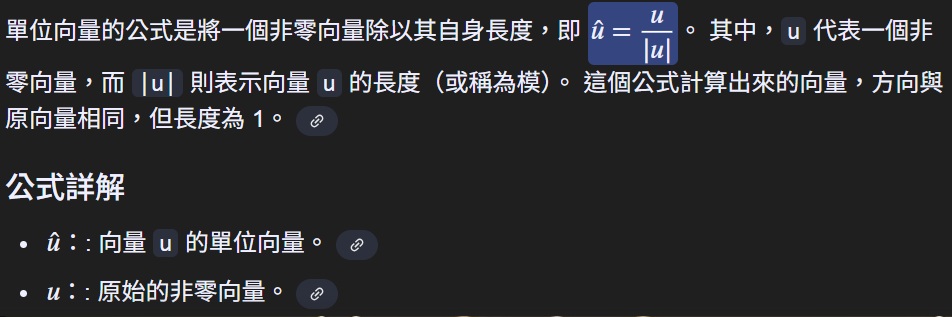 單位向量的公式是將一個非零向量除以其自身長度，即 û = u/|u| 。 其中，u 代表一個非
零向量，而 |u| 則表示向量 u 的長度（或稱為模）。 這個公式計算出來的向量，方向與
原向量相同，但長度為 1。
公式詳解
• û：: 向量 u 的單位向量。
• u：: 原始的非零向量。